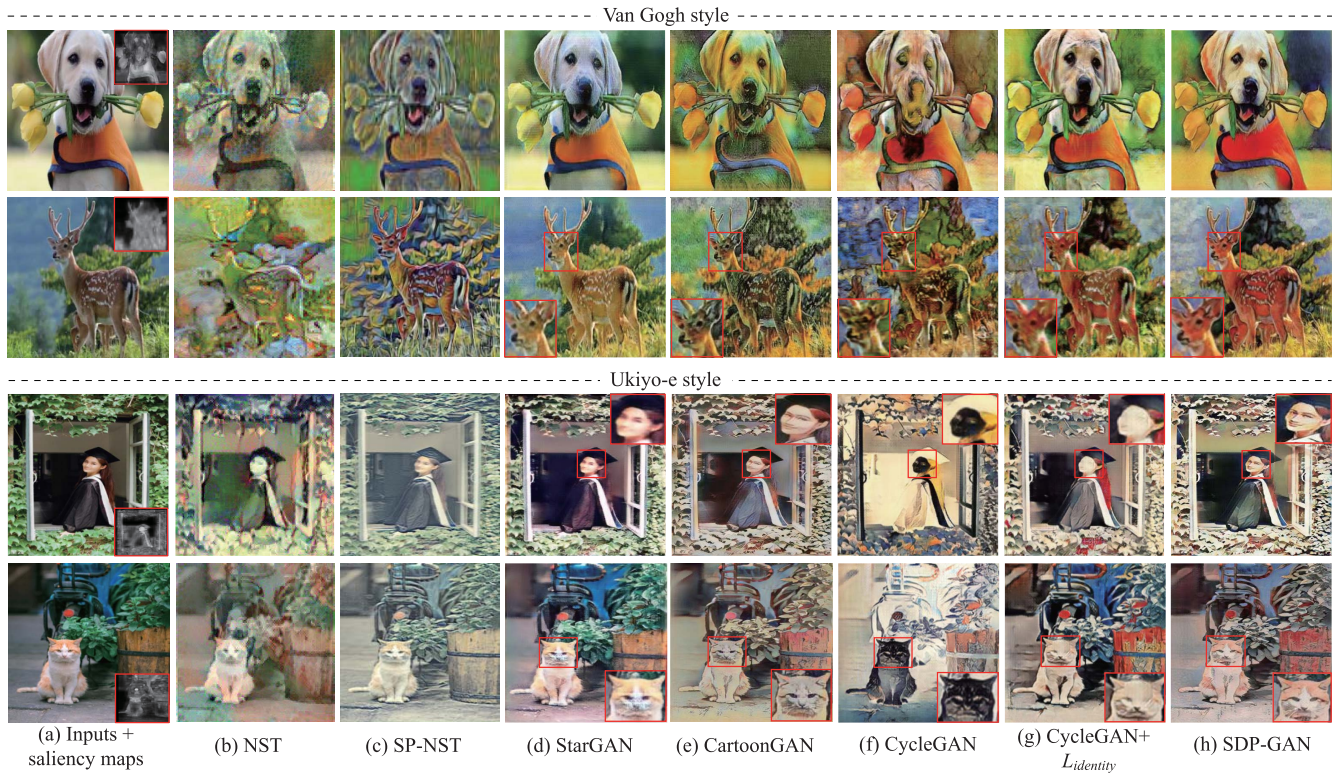 Van Gogh style
Ukiyo-e style
(a) Inputs +
saliency maps
(b) NST
(c) SP-NST
(d) StarGAN
(e) CartoonGAN
(f) CycleGAN
(g) CycleGAN+
L_identity
(h) SDP-GAN